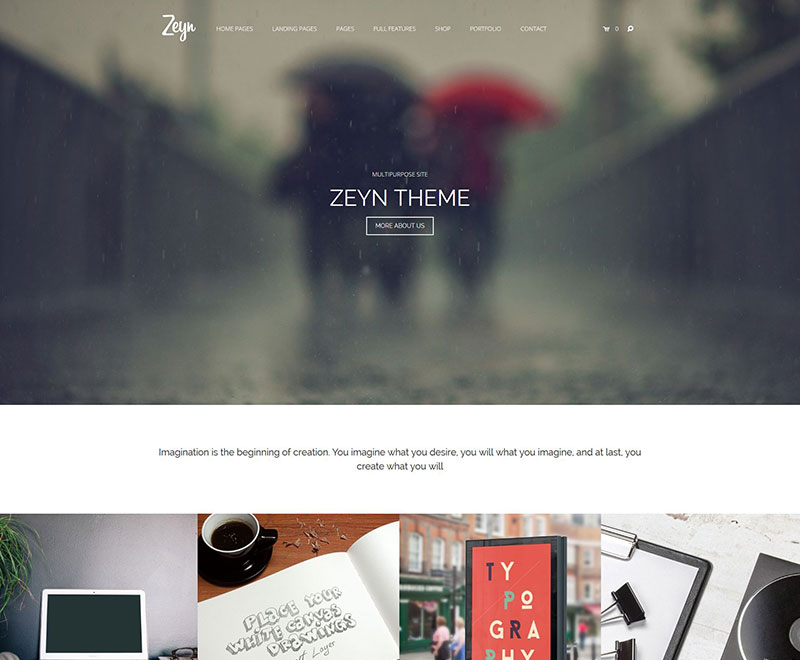 Zeyn
HOME PAGES
LANDING PAGES
PAGES
FULL FEATURES
SHOP
PORTFOLIO
CONTACT
0
MULTIPURPOSE SITE
ZEYN THEME
MORE ABOUT US
Imagination is the beginning of creation. You imagine what you desire, you will what you imagine, and at last, you
create what you will
PLACE YOUR
WHITE CANVAS
DRAWINGS
Layer
TY
PO
GRA
PHY